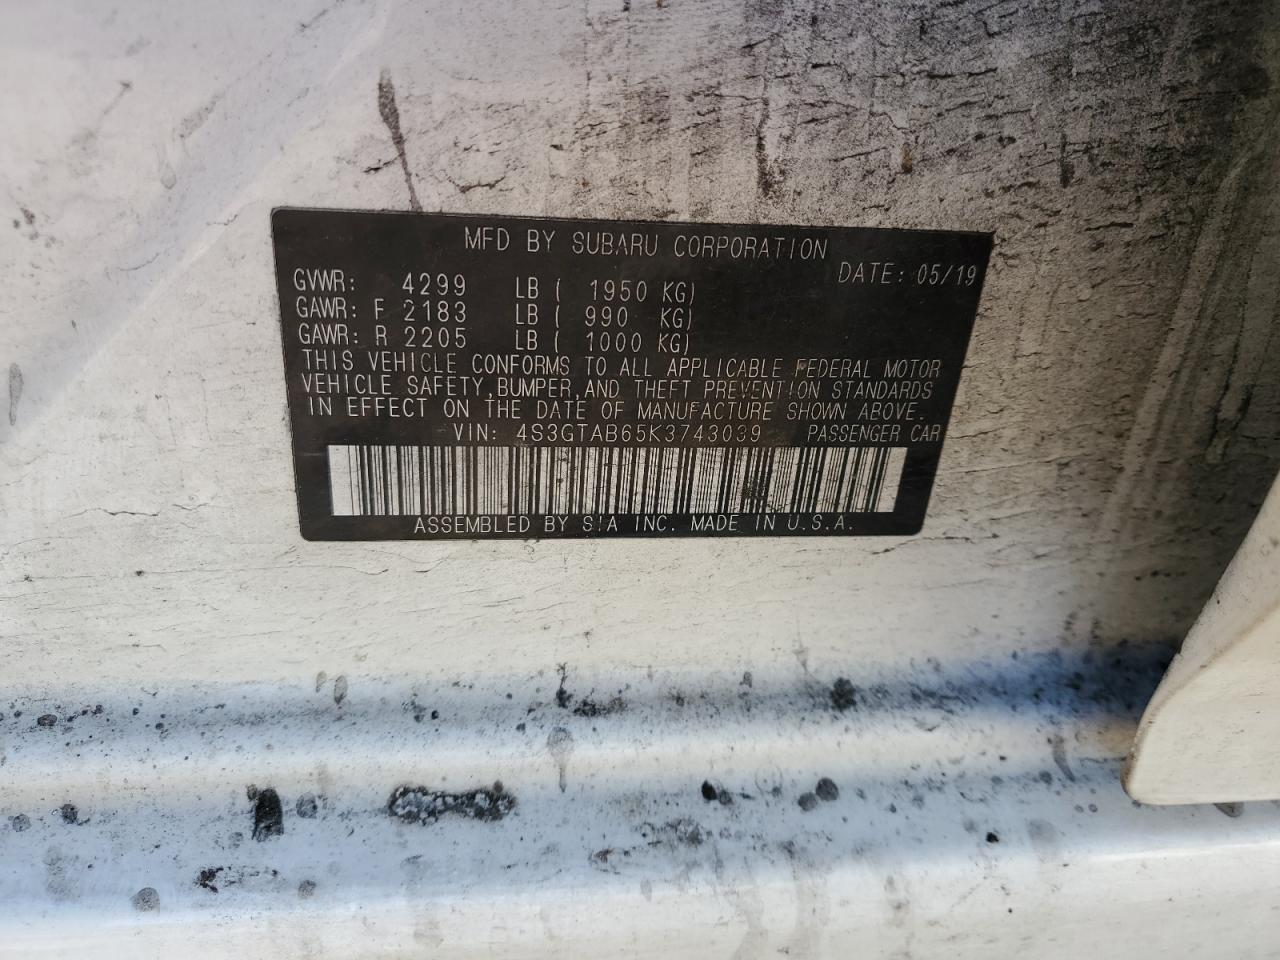 MFD BY SUBARU CORPORATION
DATE: 05/19
GVWR: 4299 LB ( 1950 KG)
GAWR: F 2183 LB ( 990 KG)
GAWR: R 2205 LB ( 1000 KG)
THIS VEHICLE CONFORMS TO ALL APPLICABLE FEDERAL MOTOR
VEHICLE SAFETY, BUMPER, AND THEFT PREVENTION STANDARDS
IN EFFECT ON THE DATE OF MANUFACTURE SHOWN ABOVE.
VIN: 4S3GTAB65K3743039 PASSENGER CAR
ASSEMBLED BY SIA INC. MADE IN U.S.A.